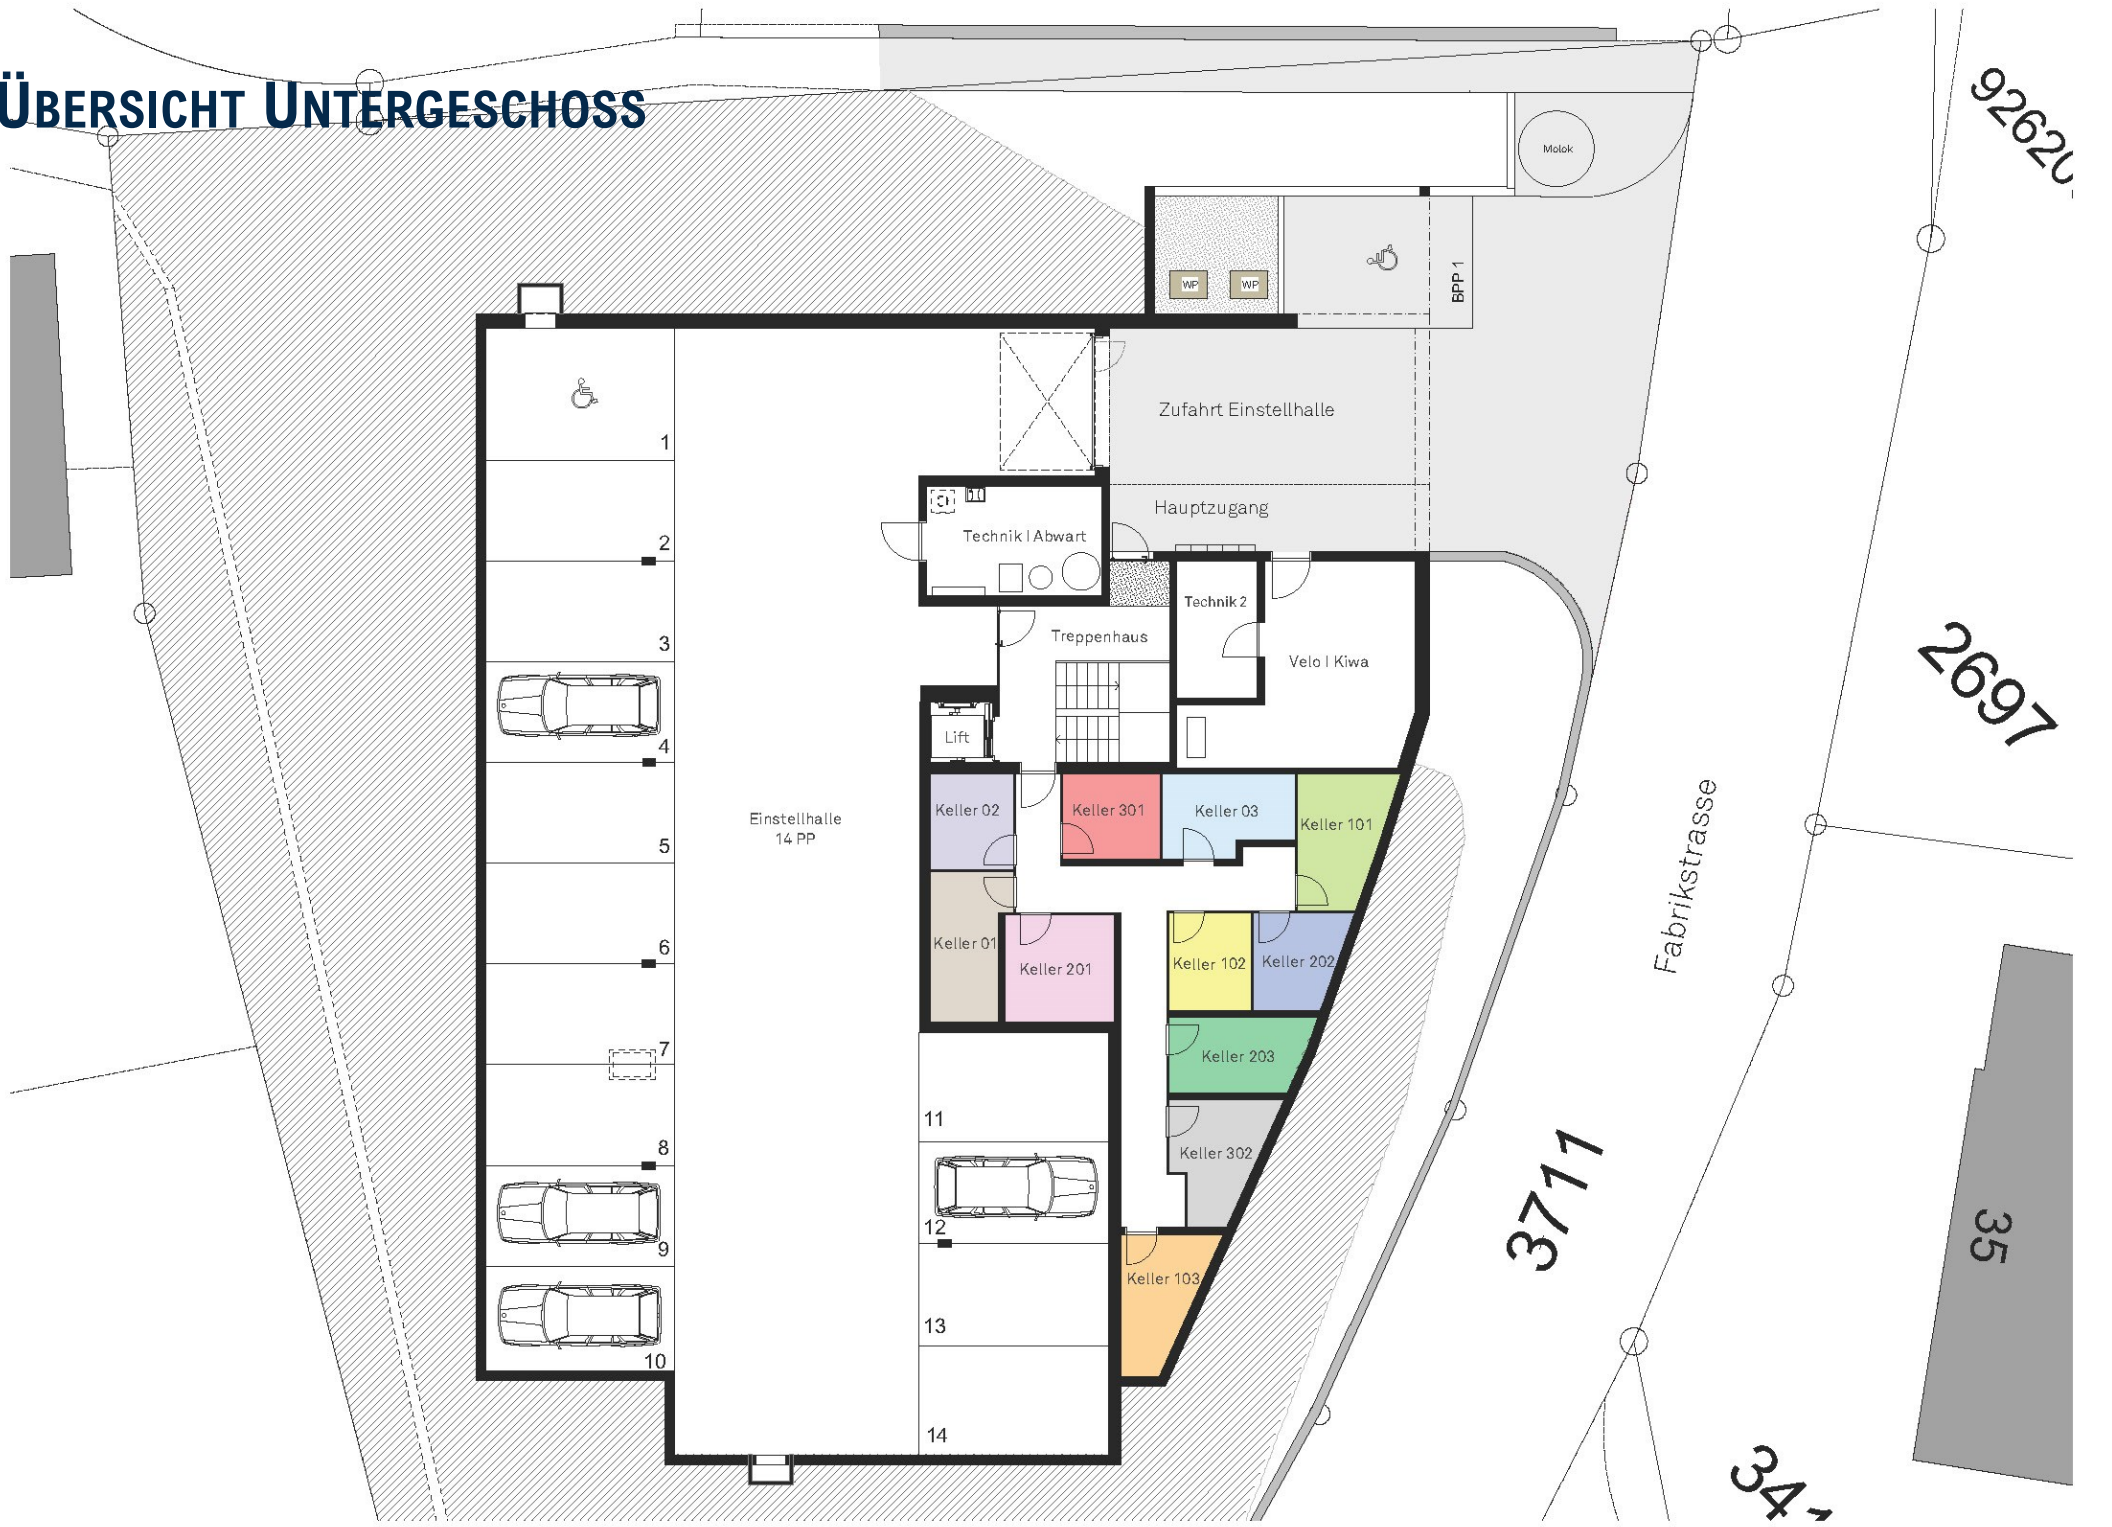 ÜBERSICHT UNTERGESCHOSS
Molok
WP
WP
BPP 1
Zufahrt Einstellhalle
Hauptzugang
Technik | Abwart
Technik 2
Treppenhaus
Velo | Kiwa
Lift
Einstellhalle
14 PP
Keller 02
Keller 301
Keller 03
Keller 101
Keller 01
Keller 201
Keller 102
Keller 202
Keller 203
Keller 302
Keller 103
1
2
3
4
5
6
7
8
9
10
11
12
13
14
Fabrikstrasse
92620
2697
3711
35
341